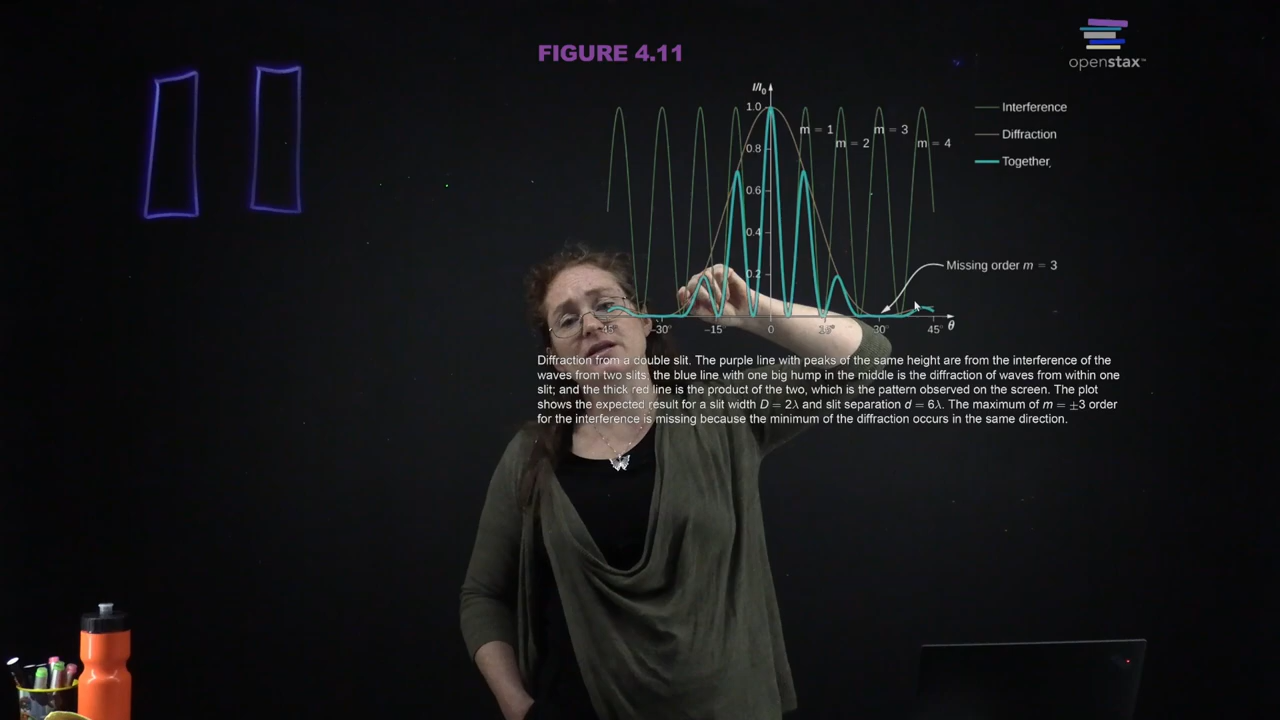 FIGURE 4.11
openstax™
I/I₀
1.0
0.8
0.6
0.4
0.2
m = 1
m = 2
m = 3
m = 4
Interference
Diffraction
Together
Missing order m = 3
−45°
−30°
−15°
0
15°
30°
45°
θ
Diffraction from a double slit. The purple line with peaks of the same height are from the interference of the
waves from two slits; the blue line with one big hump in the middle is the diffraction of waves from within one
slit; and the thick red line is the product of the two, which is the pattern observed on the screen. The plot
shows the expected result for a slit width D = 2λ and slit separation d = 6λ. The maximum of m = ±3 order
for the interference is missing because the minimum of the diffraction occurs in the same direction.